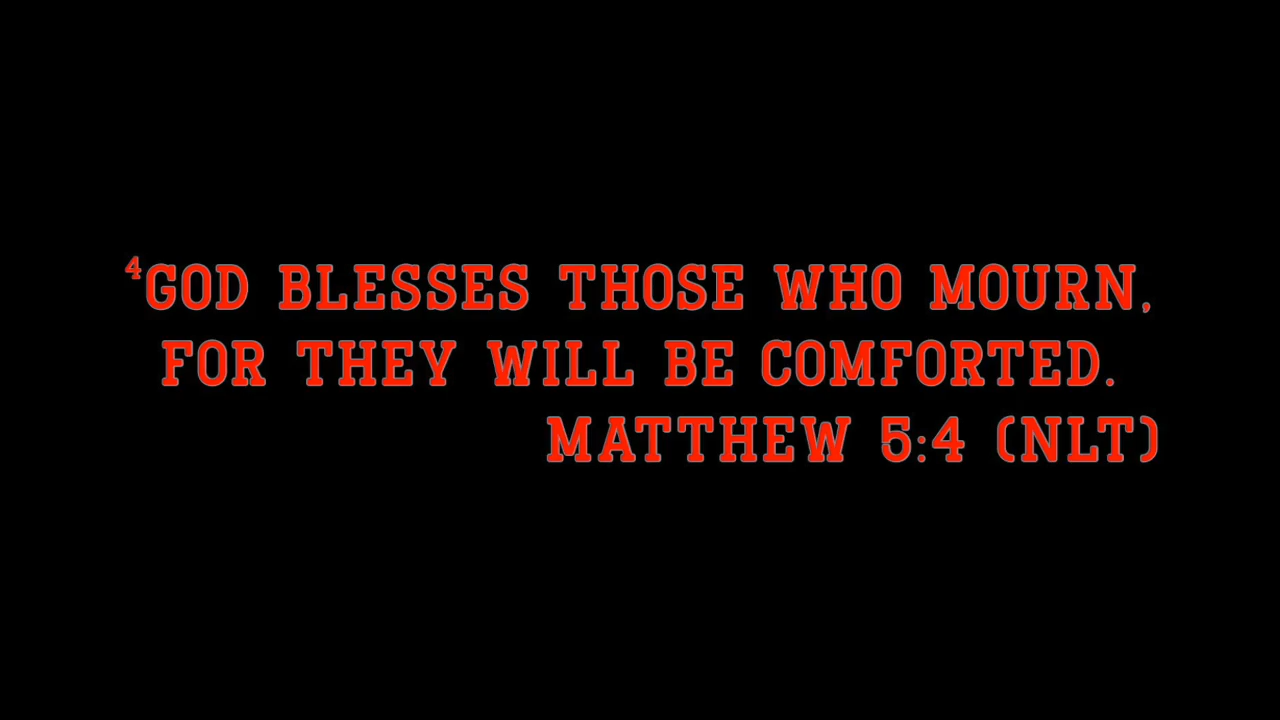 ⁴GOD BLESSES THOSE WHO MOURN,
FOR THEY WILL BE COMFORTED.
MATTHEW 5:4 (NLT)